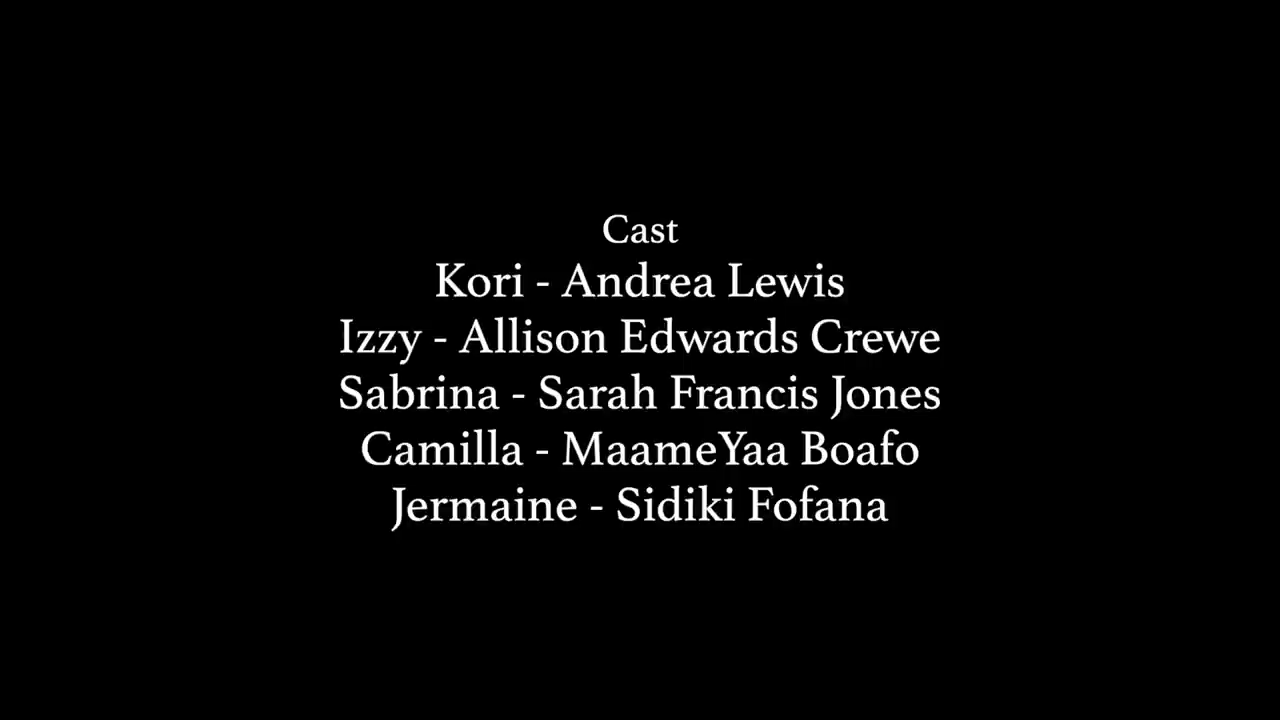 Cast
Kori - Andrea Lewis
Izzy - Allison Edwards Crewe
Sabrina - Sarah Francis Jones
Camilla - MaameYaa Boafo
Jermaine - Sidiki Fofana